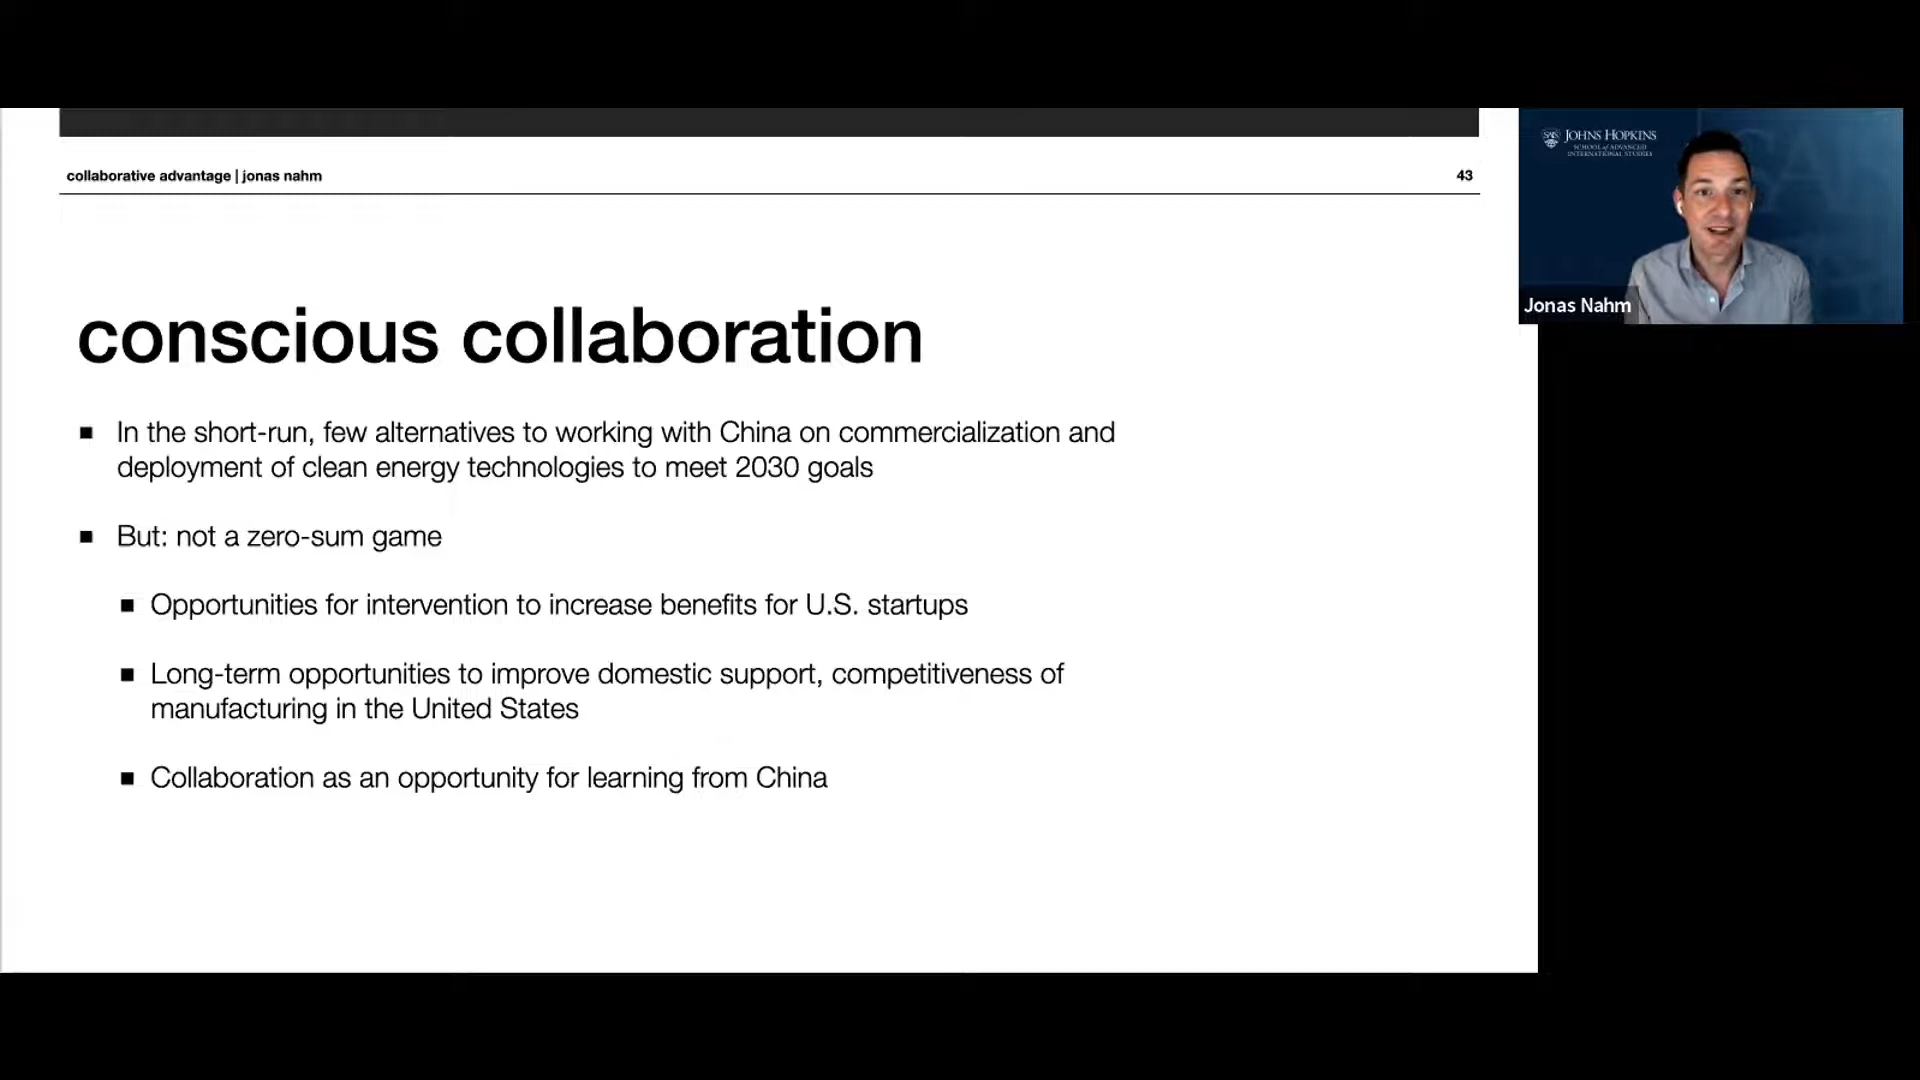 collaborative advantage | jonas nahm
43
conscious collaboration
■ In the short-run, few alternatives to working with China on commercialization and
deployment of clean energy technologies to meet 2030 goals
■ But: not a zero-sum game
■ Opportunities for intervention to increase benefits for U.S. startups
■ Long-term opportunities to improve domestic support, competitiveness of
manufacturing in the United States
■ Collaboration as an opportunity for learning from China
SAIS
JOHNS HOPKINS
SCHOOL of ADVANCED
INTERNATIONAL STUDIES
Jonas Nahm